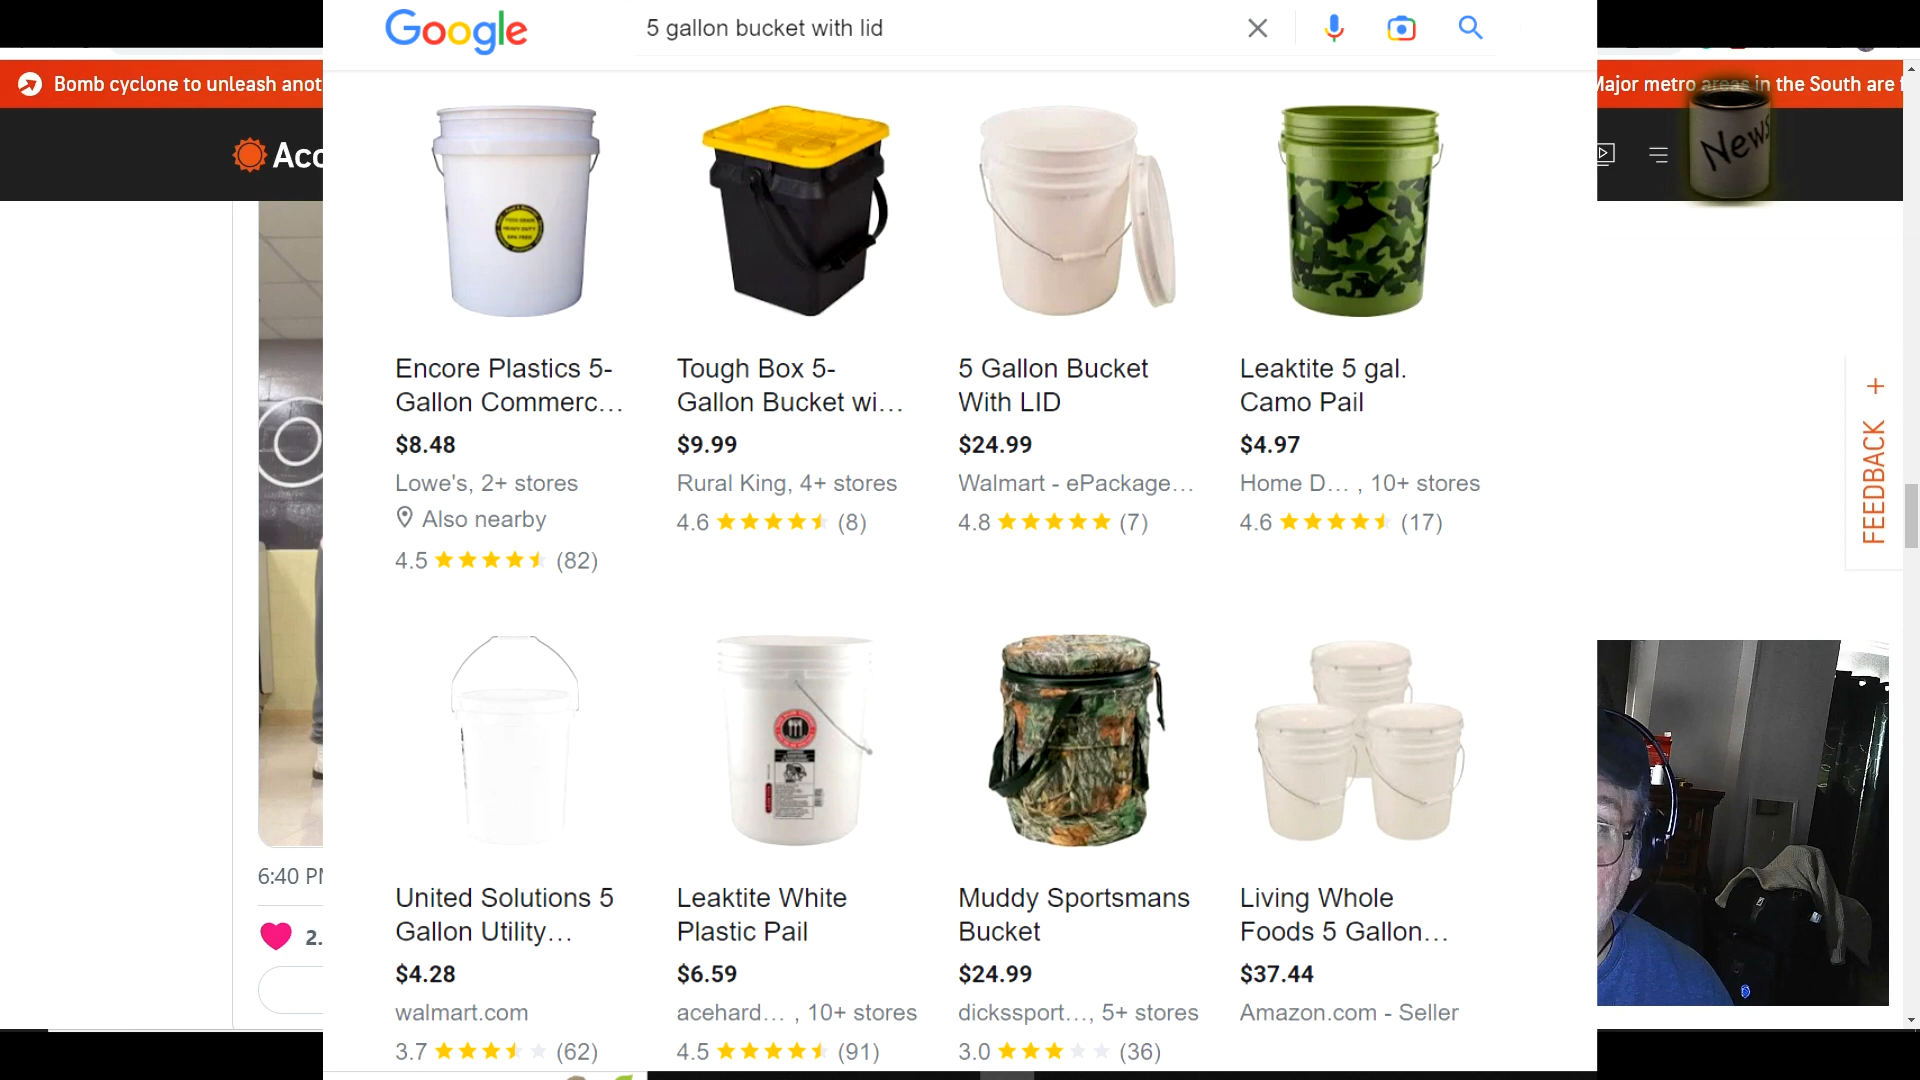 Google
5 gallon bucket with lid
Bomb cyclone to unleash anot
Major metro areas in the South are f
Acc
News
Encore Plastics 5-
Gallon Commerc...
$8.48
Lowe's, 2+ stores
Also nearby
4.5 (82)
Tough Box 5-
Gallon Bucket wi...
$9.99
Rural King, 4+ stores
4.6 (8)
5 Gallon Bucket
With LID
$24.99
Walmart - ePackage...
4.8 (7)
Leaktite 5 gal.
Camo Pail
$4.97
Home D... , 10+ stores
4.6 (17)
FEEDBACK +
United Solutions 5
Gallon Utility...
$4.28
walmart.com
3.7 (62)
Leaktite White
Plastic Pail
$6.59
acehard... , 10+ stores
4.5 (91)
Muddy Sportsmans
Bucket
$24.99
dickssport..., 5+ stores
3.0 (36)
Living Whole
Foods 5 Gallon...
$37.44
Amazon.com - Seller
6:40 PM
2.